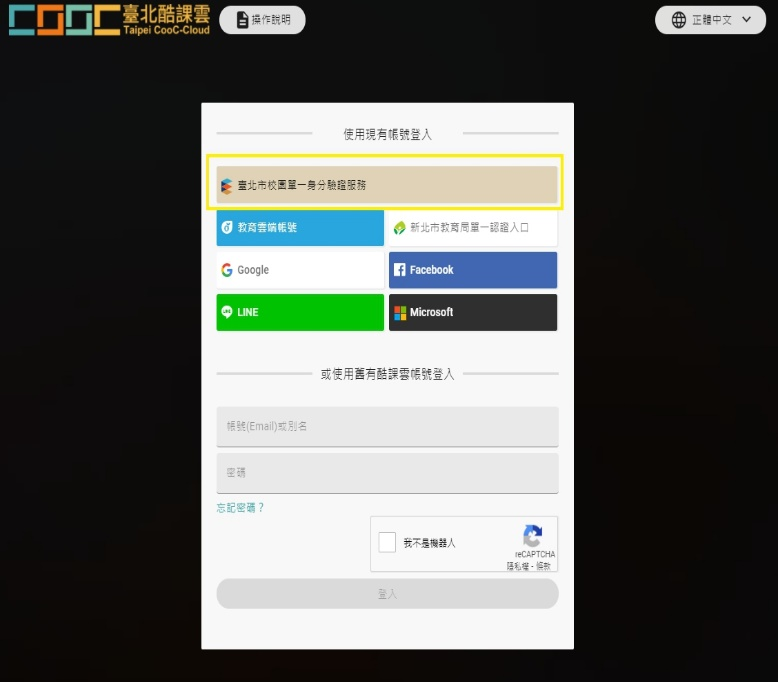 臺北酷課雲
Taipei CooC-Cloud
操作說明
正體中文
使用現有帳號登入
臺北市校園單一身分驗證服務
教育雲端帳號
新北市教育局單一認證入口
Google
Facebook
LINE
Microsoft
或使用舊有酷課雲帳號登入
帳號(Email)或別名
密碼
忘記密碼？
我不是機器人
reCAPTCHA
隱私權 - 條款
登入